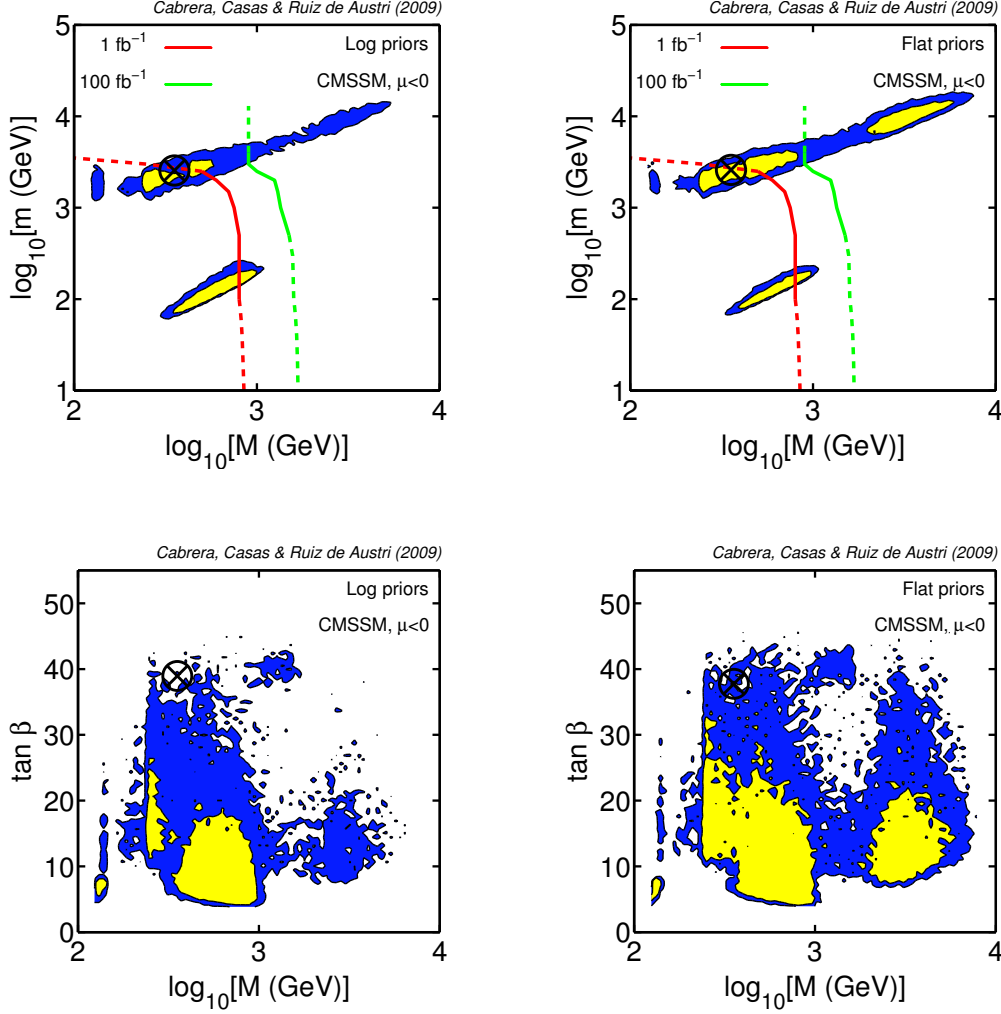 Cabrera, Casas & Ruiz de Austri (2009)
5
1 fb⁻¹
Log priors
100 fb⁻¹
CMSSM, μ<0
4
3
2
1
2
3
4
log₁₀[m (GeV)]
log₁₀[M (GeV)]
Cabrera, Casas & Ruiz de Austri (2009)
5
1 fb⁻¹
Flat priors
100 fb⁻¹
CMSSM, μ<0
4
3
2
1
2
3
4
log₁₀[m (GeV)]
log₁₀[M (GeV)]
Cabrera, Casas & Ruiz de Austri (2009)
Log priors
CMSSM, μ<0
50
40
30
20
10
0
2
3
4
tan β
log₁₀[M (GeV)]
Cabrera, Casas & Ruiz de Austri (2009)
Flat priors
CMSSM, μ<0
50
40
30
20
10
0
2
3
4
tan β
log₁₀[M (GeV)]